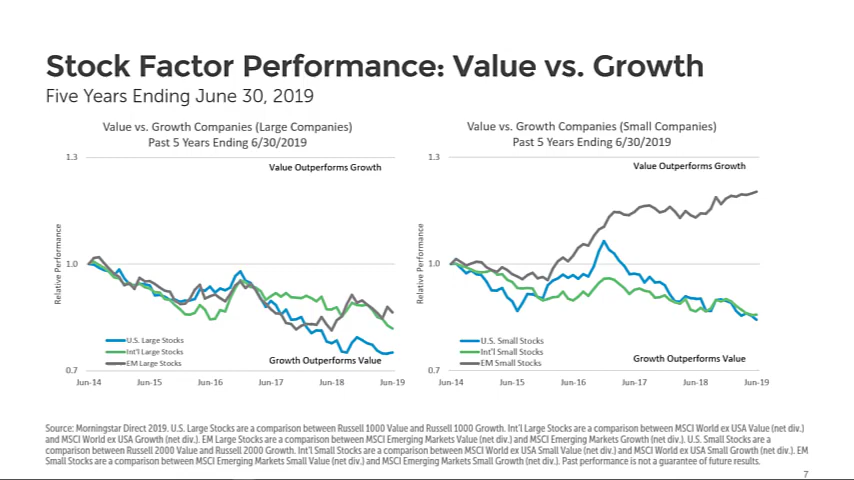 Stock Factor Performance: Value vs. Growth
Five Years Ending June 30, 2019
Value vs. Growth Companies (Large Companies)
Past 5 Years Ending 6/30/2019
1.3
Value Outperforms Growth
Relative Performance
1.0
U.S. Large Stocks
Int'l Large Stocks
EM Large Stocks
Growth Outperforms Value
0.7
Jun-14 Jun-15 Jun-16 Jun-17 Jun-18 Jun-19
Value vs. Growth Companies (Small Companies)
Past 5 Years Ending 6/30/2019
1.3
Value Outperforms Growth
Relative Performance
1.0
U.S. Small Stocks
Int'l Small Stocks
EM Small Stocks
Growth Outperforms Value
0.7
Jun-14 Jun-15 Jun-16 Jun-17 Jun-18 Jun-19
Source: Morningstar Direct 2019. U.S. Large Stocks are a comparison between Russell 1000 Value and Russell 1000 Growth. Int'l Large Stocks are a comparison between MSCI World ex USA Value (net div.)
and MSCI World ex USA Growth (net div.). EM Large Stocks are a comparison between MSCI Emerging Markets Value (net div.) and MSCI Emerging Markets Growth (net div.). U.S. Small Stocks are a
comparison between Russell 2000 Value and Russell 2000 Growth. Int'l Small Stocks are a comparison between MSCI World ex USA Small Value (net div.) and MSCI World ex USA Small Growth (net div.). EM
Small Stocks are a comparison between MSCI Emerging Markets Small Value (net div.) and MSCI Emerging Markets Small Growth (net div.). Past performance is not a guarantee of future results.
7